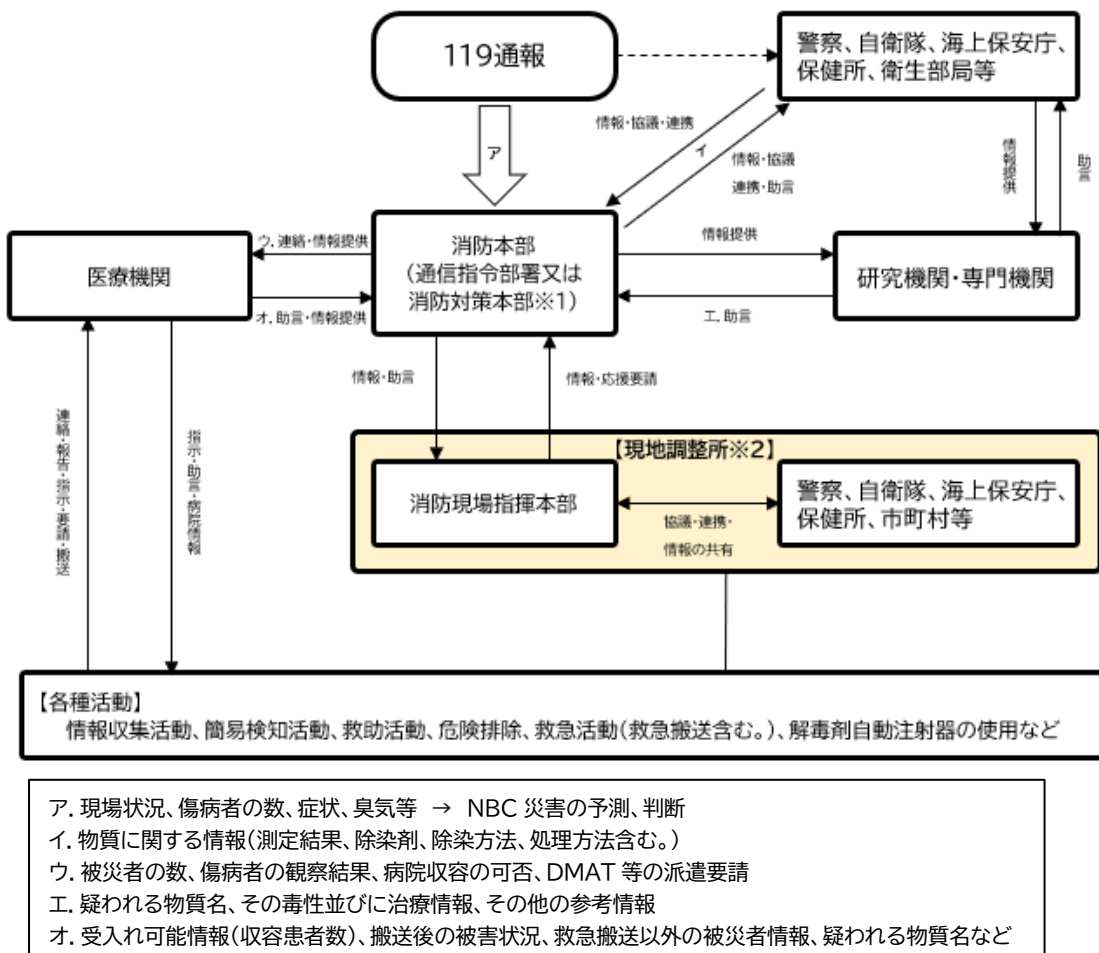 119通報
警察、自衛隊、海上保安庁、
保健所、衛生部局等
ア
情報・協議・連携
イ
情報・協議
連携・助言
情報提供
助言
医療機関
ウ. 連絡・情報提供
オ. 助言・情報提供
消防本部
(通信指令部署又は
消防対策本部※1)
情報提供
エ. 助言
研究機関・専門機関
情報・助言
情報・応援要請
連絡・報告・指示・要請・搬送
指示・助言・病院情報
【現地調整所※2】
消防現場指揮本部
協議・連携・
情報の共有
警察、自衛隊、海上保安庁、
保健所、市町村等
【各種活動】
情報収集活動、簡易検知活動、救助活動、危険排除、救急活動(救急搬送含む。)、解毒剤自動注射器の使用など
ア. 現場状況、傷病者の数、症状、臭気等 → NBC 災害の予測、判断
イ. 物質に関する情報(測定結果、除染剤、除染方法、処理方法含む。)
ウ. 被災者の数、傷病者の観察結果、病院収容の可否、DMAT 等の派遣要請
エ. 疑われる物質名、その毒性並びに治療情報、その他の参考情報
オ. 受入れ可能情報(収容患者数)、搬送後の被害状況、救急搬送以外の被災者情報、疑われる物質名など